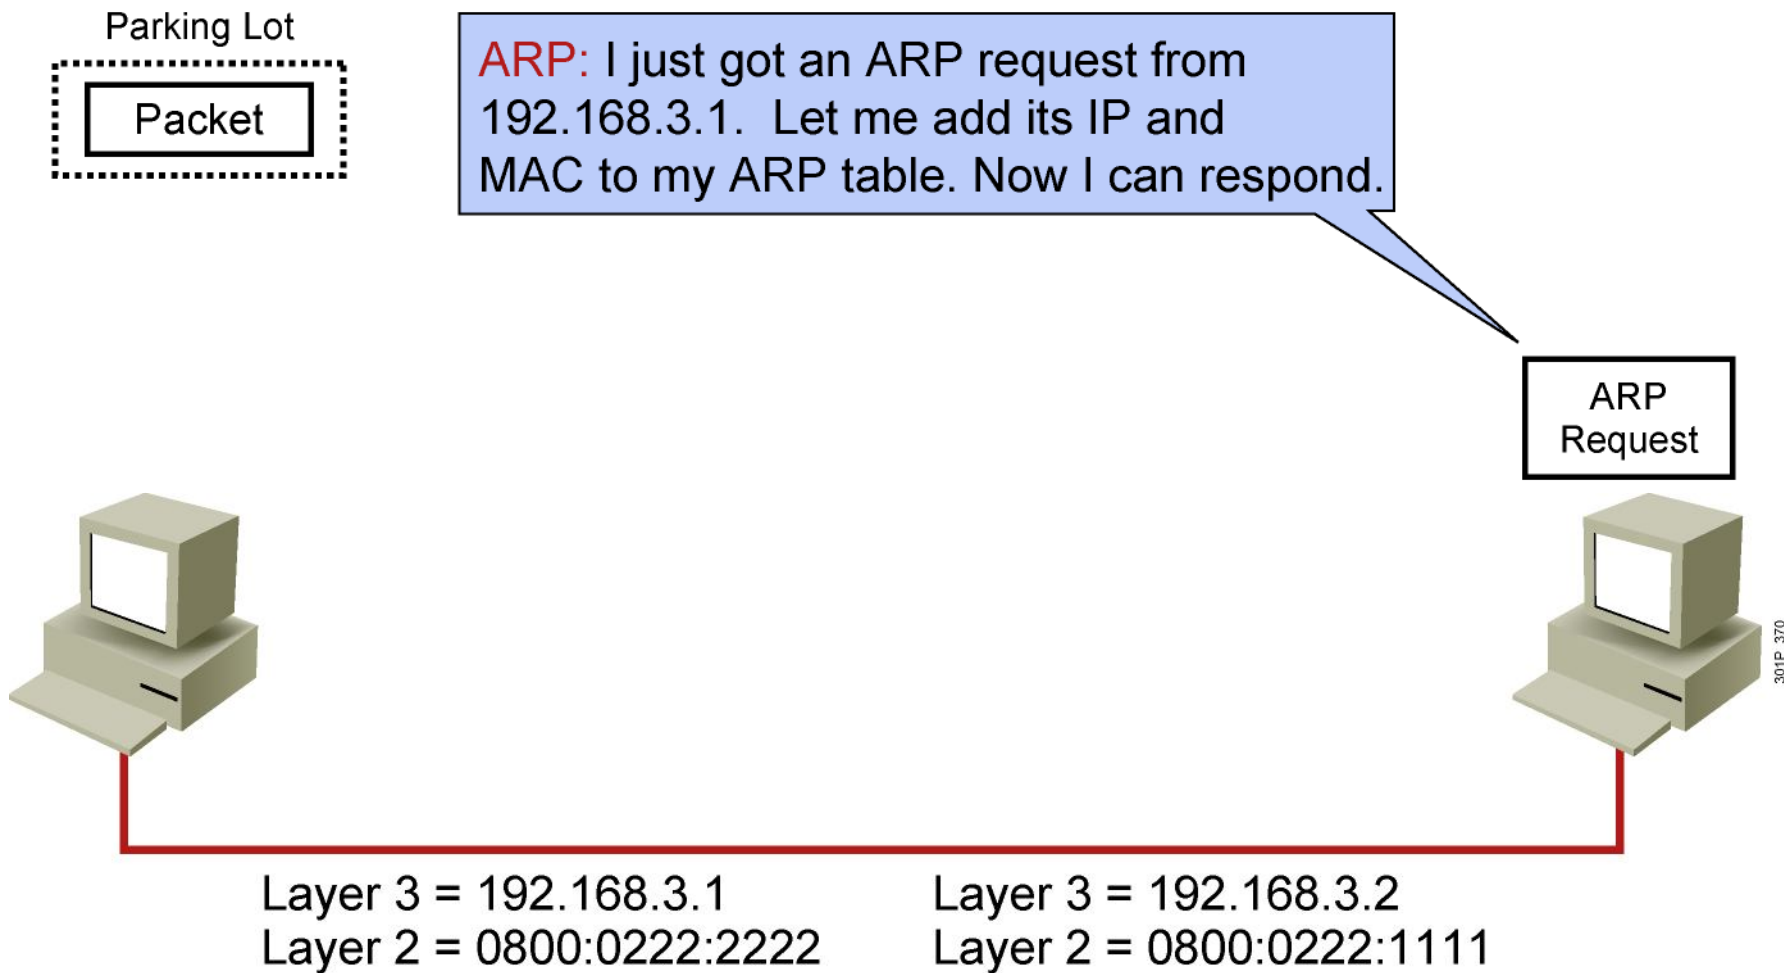 Parking Lot
Packet
ARP: I just got an ARP request from
192.168.3.1.  Let me add its IP and
MAC to my ARP table. Now I can respond.
ARP
Request
301P_370
Layer 3 = 192.168.3.1
Layer 2 = 0800:0222:2222
Layer 3 = 192.168.3.2
Layer 2 = 0800:0222:1111